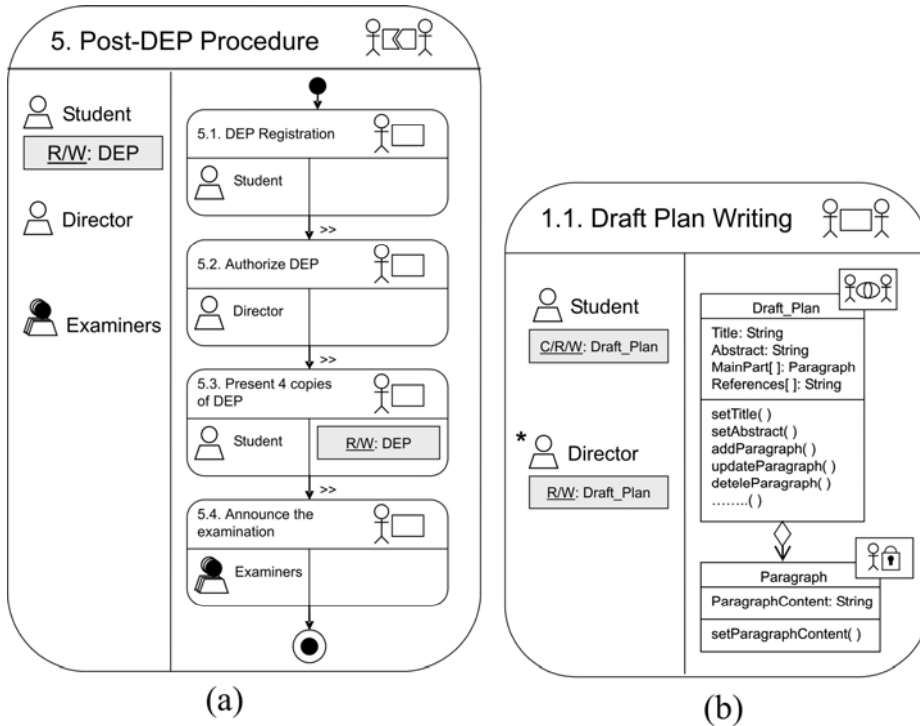 5. Post-DEP Procedure
Student
R/W: DEP
Director
Examiners
5.1. DEP Registration
Student
>>
5.2. Authorize DEP
Director
>>
5.3. Present 4 copies
of DEP
Student
R/W: DEP
>>
5.4. Announce the
examination
Examiners
(a)
1.1. Draft Plan Writing
Student
C/R/W: Draft_Plan
*
Director
R/W: Draft_Plan
Draft_Plan
Title: String
Abstract: String
MainPart[ ]: Paragraph
References[ ]: String
setTitle( )
setAbstract( )
addParagraph( )
updateParagraph( )
deteleParagraph( )
........( )
Paragraph
ParagraphContent: String
setParagraphContent( )
(b)